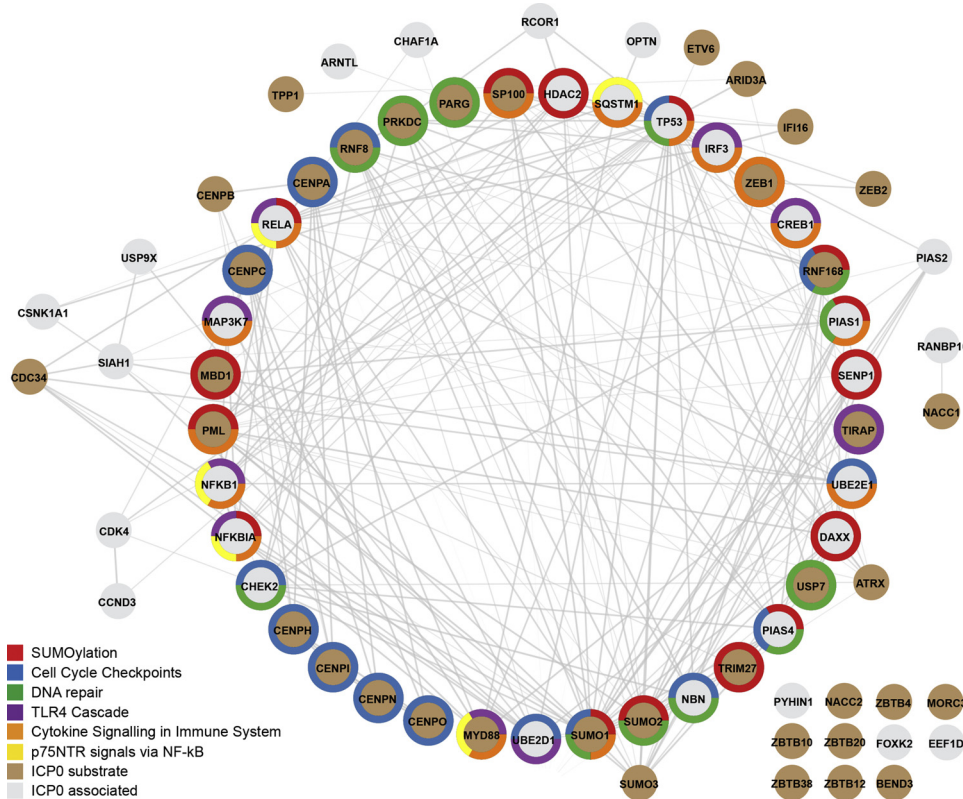 RCOR1
CHAF1A
OPTN
ETV6
ARNTL
ARID3A
TPP1
SP100
HDAC2
SQSTM1
PARG
PRKDC
TP53
IFI16
RNF8
IRF3
CENPA
ZEB1
ZEB2
CENPB
RELA
CREB1
USP9X
CENPC
RNF168
PIAS2
CSNK1A1
MAP3K7
PIAS1
SIAH1
RANBP10
CDC34
MBD1
SENP1
NACC1
PML
TIRAP
NFKB1
UBE2E1
CDK4
NFKBIA
DAXX
CHEK2
USP7
ATRX
CCND3
CENPH
PIAS4
CENPI
TRIM27
CENPN
NBN
CENPO
MYD88
UBE2D1
SUMO1
SUMO2
SUMO3
SUMOylation
Cell Cycle Checkpoints
DNA repair
TLR4 Cascade
Cytokine Signalling in Immune System
p75NTR signals via NF-kB
ICP0 substrate
ICP0 associated
PYHIN1 NACC2 ZBTB4 MORC3
ZBTB10 ZBTB20 FOXK2 EEF1D
ZBTB38 ZBTB12 BEND3